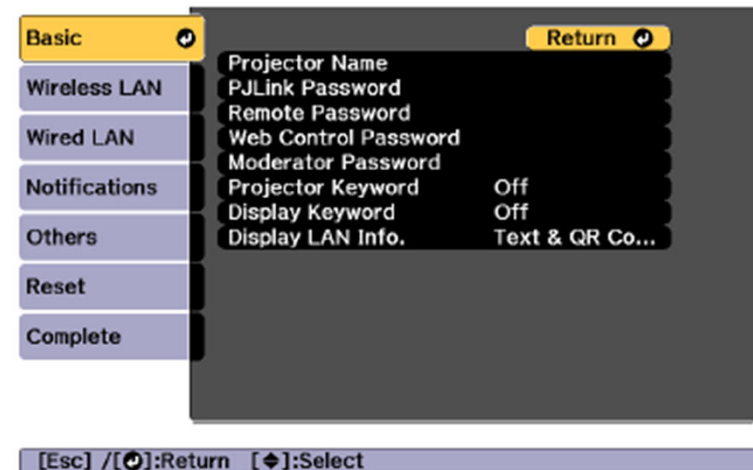 Basic
Wireless LAN
Wired LAN
Notifications
Others
Reset
Complete
Return
Projector Name
PJLink Password
Remote Password
Web Control Password
Moderator Password
Projector Keyword Off
Display Keyword Off
Display LAN Info. Text & QR Co...
[Esc] /[⏎]:Return [◆]:Select